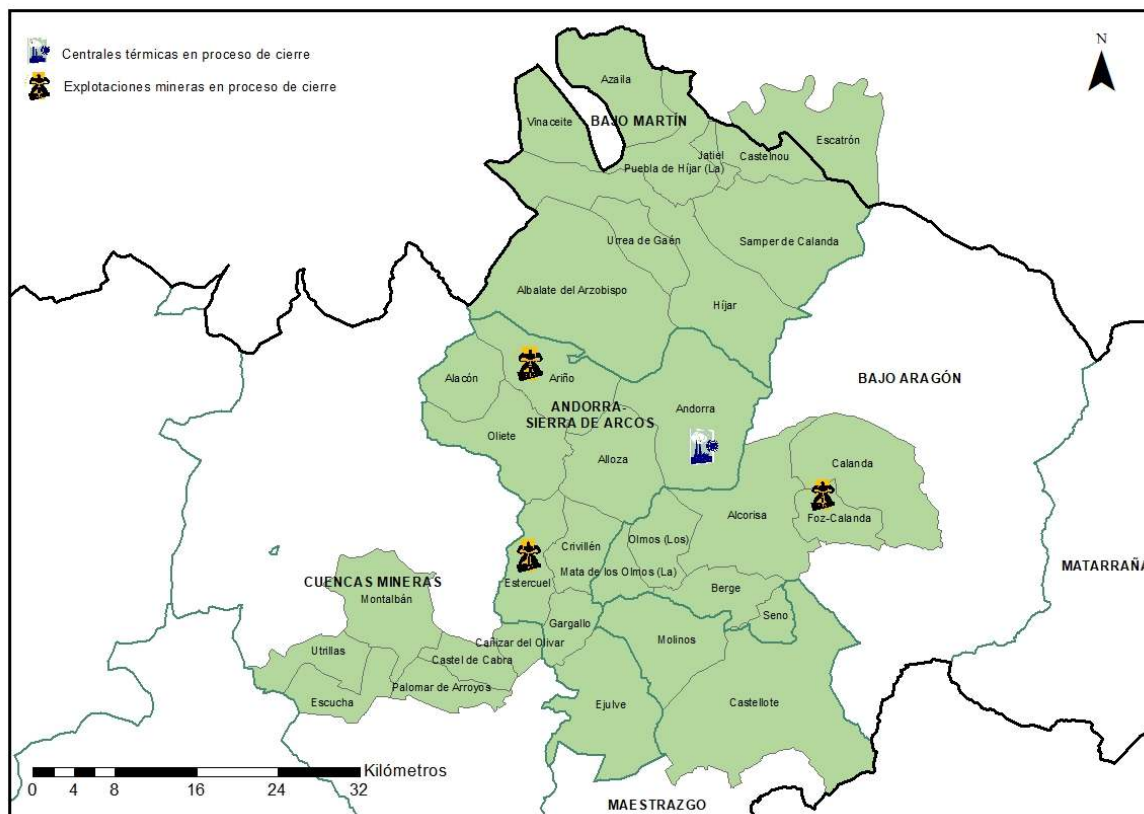 Centrales térmicas en proceso de cierre
Explotaciones mineras en proceso de cierre
N
Azaila
Vinaceite
BAJO MARTÍN
Escatrón
Jatiel
Castelnou
Puebla de Híjar (La)
Urrea de Gaén
Samper de Calanda
Albalate del Arzobispo
Híjar
Alacón
Ariño
BAJO ARAGÓN
ANDORRA-
SIERRA DE ARCOS
Andorra
Oliete
Alloza
Calanda
Alcorisa
Foz-Calanda
Olmos (Los)
Crivillén
Estercuel
Mata de los Olmos (La)
MATARRAÑA
CUENCAS MINERAS
Montalbán
Berge
Seno
Gargallo
Cañizar del Olivar
Molinos
Utrillas
Castel de Cabra
Palomar de Arroyos
Escucha
Ejulve
Castellote
Kilómetros
0 4 8 16 24 32
MAESTRAZGO